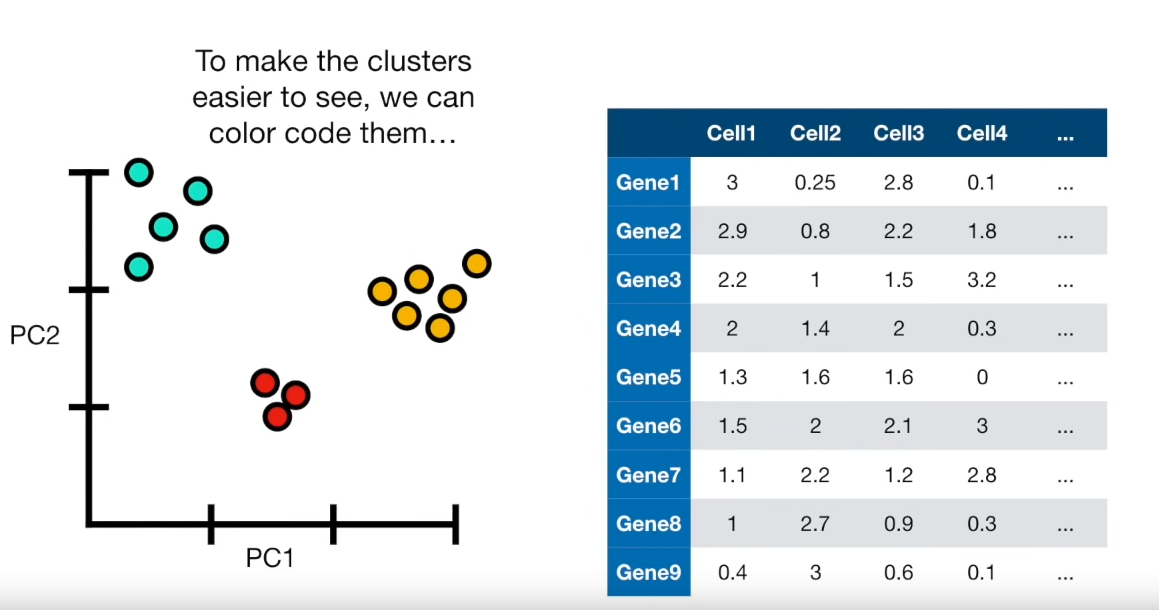 To make the clusters
easier to see, we can
color code them…
PC2
PC1
Cell1 Cell2 Cell3 Cell4 ...
Gene1 3 0.25 2.8 0.1 ...
Gene2 2.9 0.8 2.2 1.8 ...
Gene3 2.2 1 1.5 3.2 ...
Gene4 2 1.4 2 0.3 ...
Gene5 1.3 1.6 1.6 0 ...
Gene6 1.5 2 2.1 3 ...
Gene7 1.1 2.2 1.2 2.8 ...
Gene8 1 2.7 0.9 0.3 ...
Gene9 0.4 3 0.6 0.1 ...